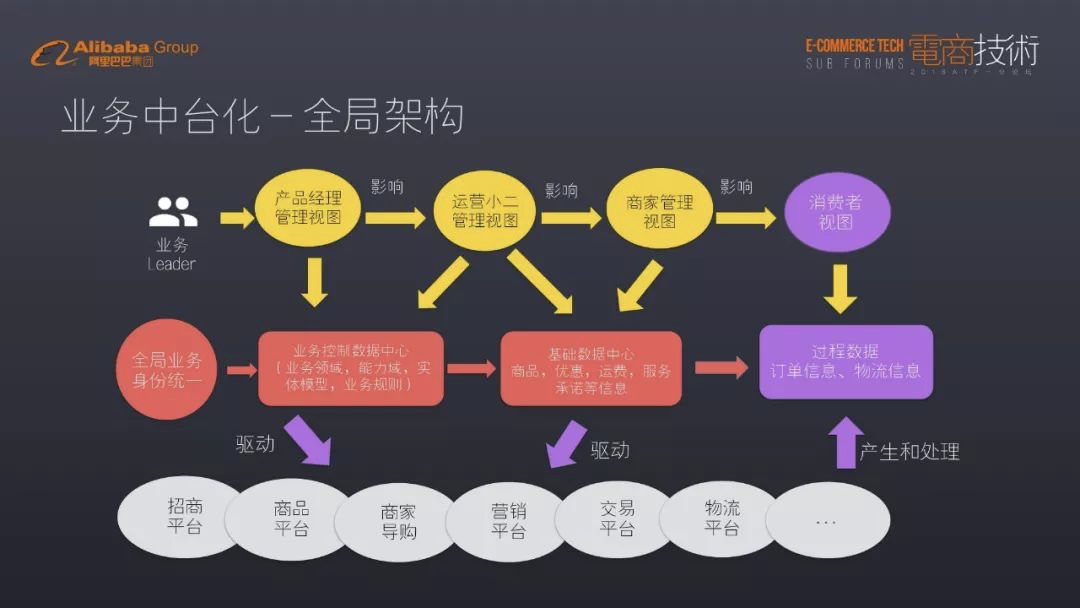 Alibaba Group
阿里巴巴集团
E-COMMERCE TECH
SUB FORUMS
電商技術
2018ATF-分论坛
业务中台化－全局架构
业务
Leader
产品经理
管理视图
影响
运营小二
管理视图
影响
商家管理
视图
影响
消费者
视图
全局业务
身份统一
业务控制数据中心
（业务领域，能力域，实
体模型，业务规则）
基础数据中心
商品，优惠，运费，服务
承诺等信息
过程数据
订单信息、物流信息
驱动
驱动
产生和处理
招商
平台
商品
平台
商家
导购
营销
平台
交易
平台
物流
平台
...